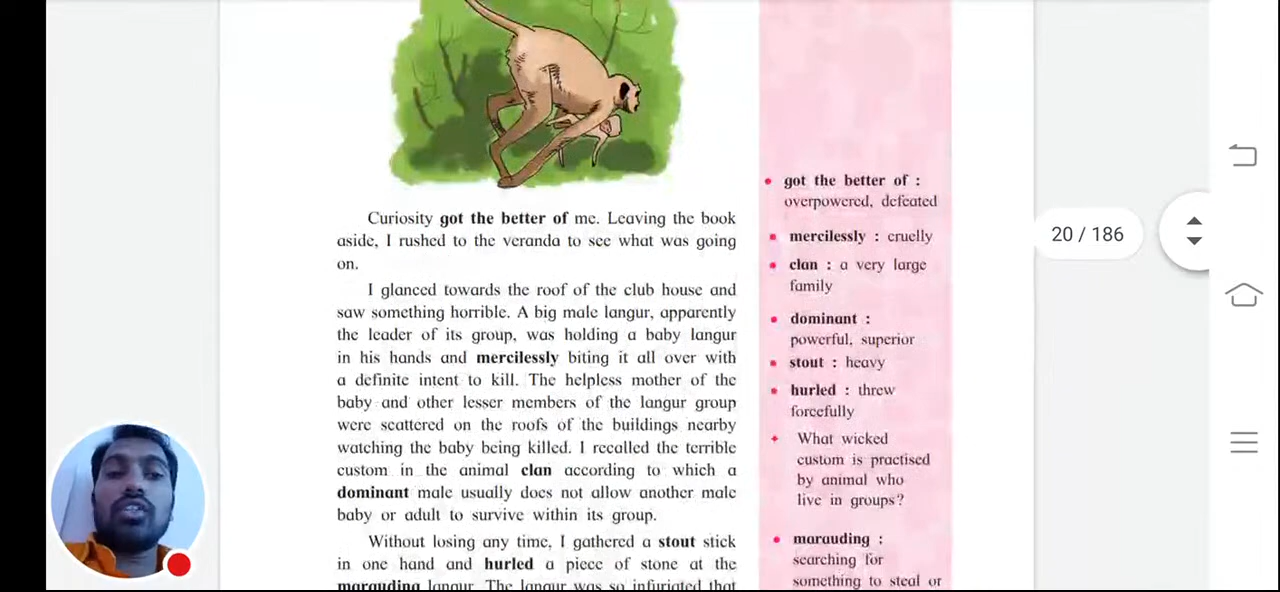 Curiosity got the better of me. Leaving the book
aside, I rushed to the veranda to see what was going
on.
I glanced towards the roof of the club house and
saw something horrible. A big male langur, apparently
the leader of its group, was holding a baby langur
in his hands and mercilessly biting it all over with
a definite intent to kill. The helpless mother of the
baby and other lesser members of the langur group
were scattered on the roofs of the buildings nearby
watching the baby being killed. I recalled the terrible
custom in the animal clan according to which a
dominant male usually does not allow another male
baby or adult to survive within its group.
Without losing any time, I gathered a stout stick
in one hand and hurled a piece of stone at the
marauding langur. The langur was so infuriated that
• got the better of :
overpowered, defeated
• mercilessly : cruelly
• clan : a very large
family
• dominant :
powerful, superior
• stout : heavy
• hurled : threw
forcefully
+ What wicked
custom is practised
by animal who
live in groups?
• marauding :
searching for
something to steal or
20 / 186